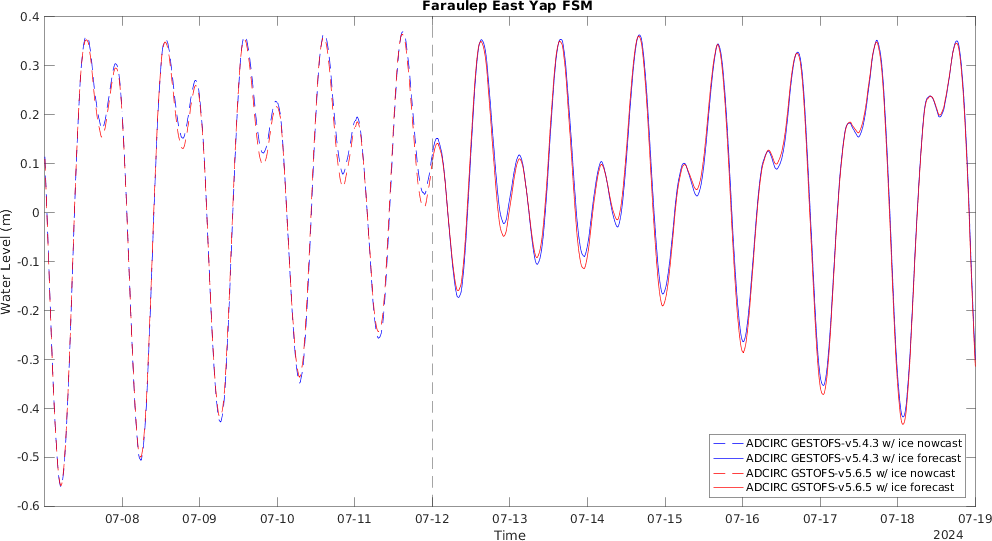 Faraulep East Yap FSM
0.4
0.3
0.2
0.1
0
-0.1
-0.2
-0.3
-0.4
-0.5
-0.6
Water Level (m)
07-08 07-09 07-10 07-11 07-12 07-13 07-14 07-15 07-16 07-17 07-18 07-19
Time
2024
ADCIRC GESTOFS-v5.4.3 w/ ice nowcast
ADCIRC GESTOFS-v5.4.3 w/ ice forecast
ADCIRC GSTOFS-v5.6.5 w/ ice nowcast
ADCIRC GSTOFS-v5.6.5 w/ ice forecast